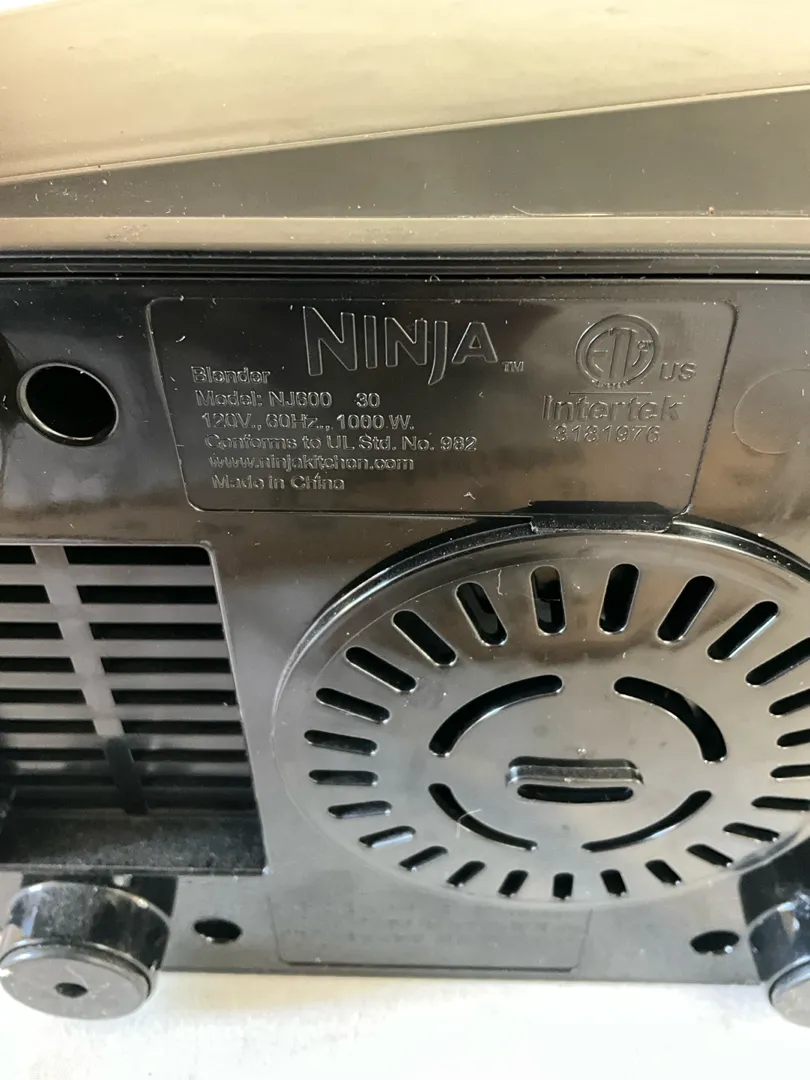 NINJA™
Blender
Model: NJ600 30
120V., 60Hz., 1000 W.
Conforms to UL Std. No. 982
www.ninjakitchen.com
Made in China
ETL US
Intertek
3181976